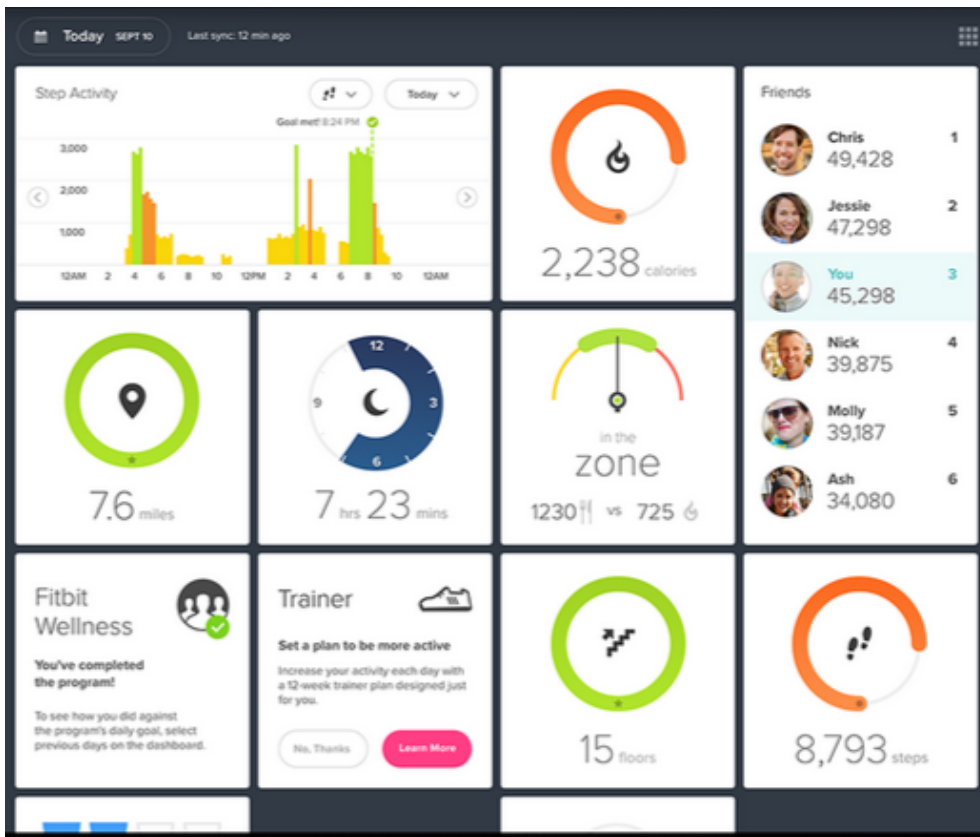 Today SEPT 10
Last sync: 12 min ago
Step Activity
Today
Goal met! 8:24 PM
3,000
2,000
1,000
12AM 2 4 6 8 10 12PM 2 4 6 8 10 12AM
2,238 calories
Friends
Chris 1
49,428
Jessie 2
47,298
You 3
45,298
Nick 4
39,875
Molly 5
39,187
Ash 6
34,080
7.6 miles
12
3
6
9
7 hrs 23 mins
in the
zone
1230 vs 725
Fitbit
Wellness
You've completed
the program!
To see how you did against
the program's daily goal, select
previous days on the dashboard.
Trainer
Set a plan to be more active
Increase your activity each day with
a 12-week trainer plan designed just
for you.
No, Thanks
Learn More
15 floors
8,793 steps